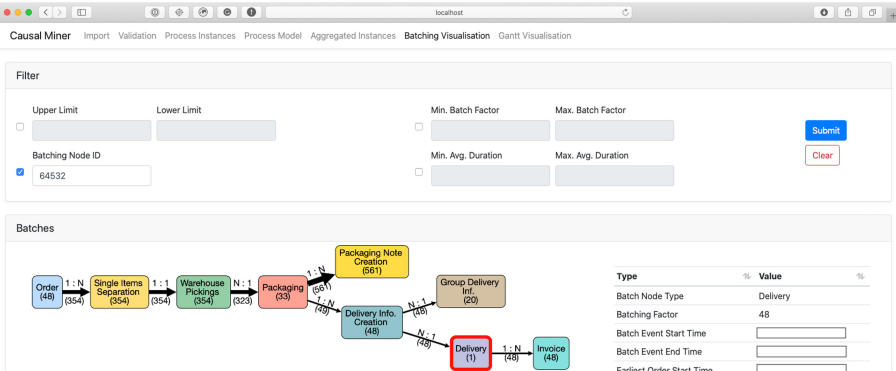 localhost
Causal Miner Import Validation Process Instances Process Model Aggregated Instances Batching Visualisation Gantt Visualisation
Filter
Upper Limit Lower Limit Min. Batch Factor Max. Batch Factor
Submit
Batching Node ID Min. Avg. Duration Max. Avg. Duration
Clear
64532
Batches
Order
(48)
1 : N
(354)
Single Items
Separation
(354)
1 : 1
(354)
Warehouse
Pickings
(354)
N : 1
(323)
Packaging
(33)
1 : N
(561)
Packaging Note
Creation
(561)
1 : N
(49)
Delivery Info.
Creation
(48)
N : 1
(48)
Group Delivery
Inf.
(20)
N : 1
(48)
Delivery
(1)
1 : N
(48)
Invoice
(48)
Type Value
Batch Node Type Delivery
Batching Factor 48
Batch Event Start Time
Batch Event End Time
Earliest Order Start Time